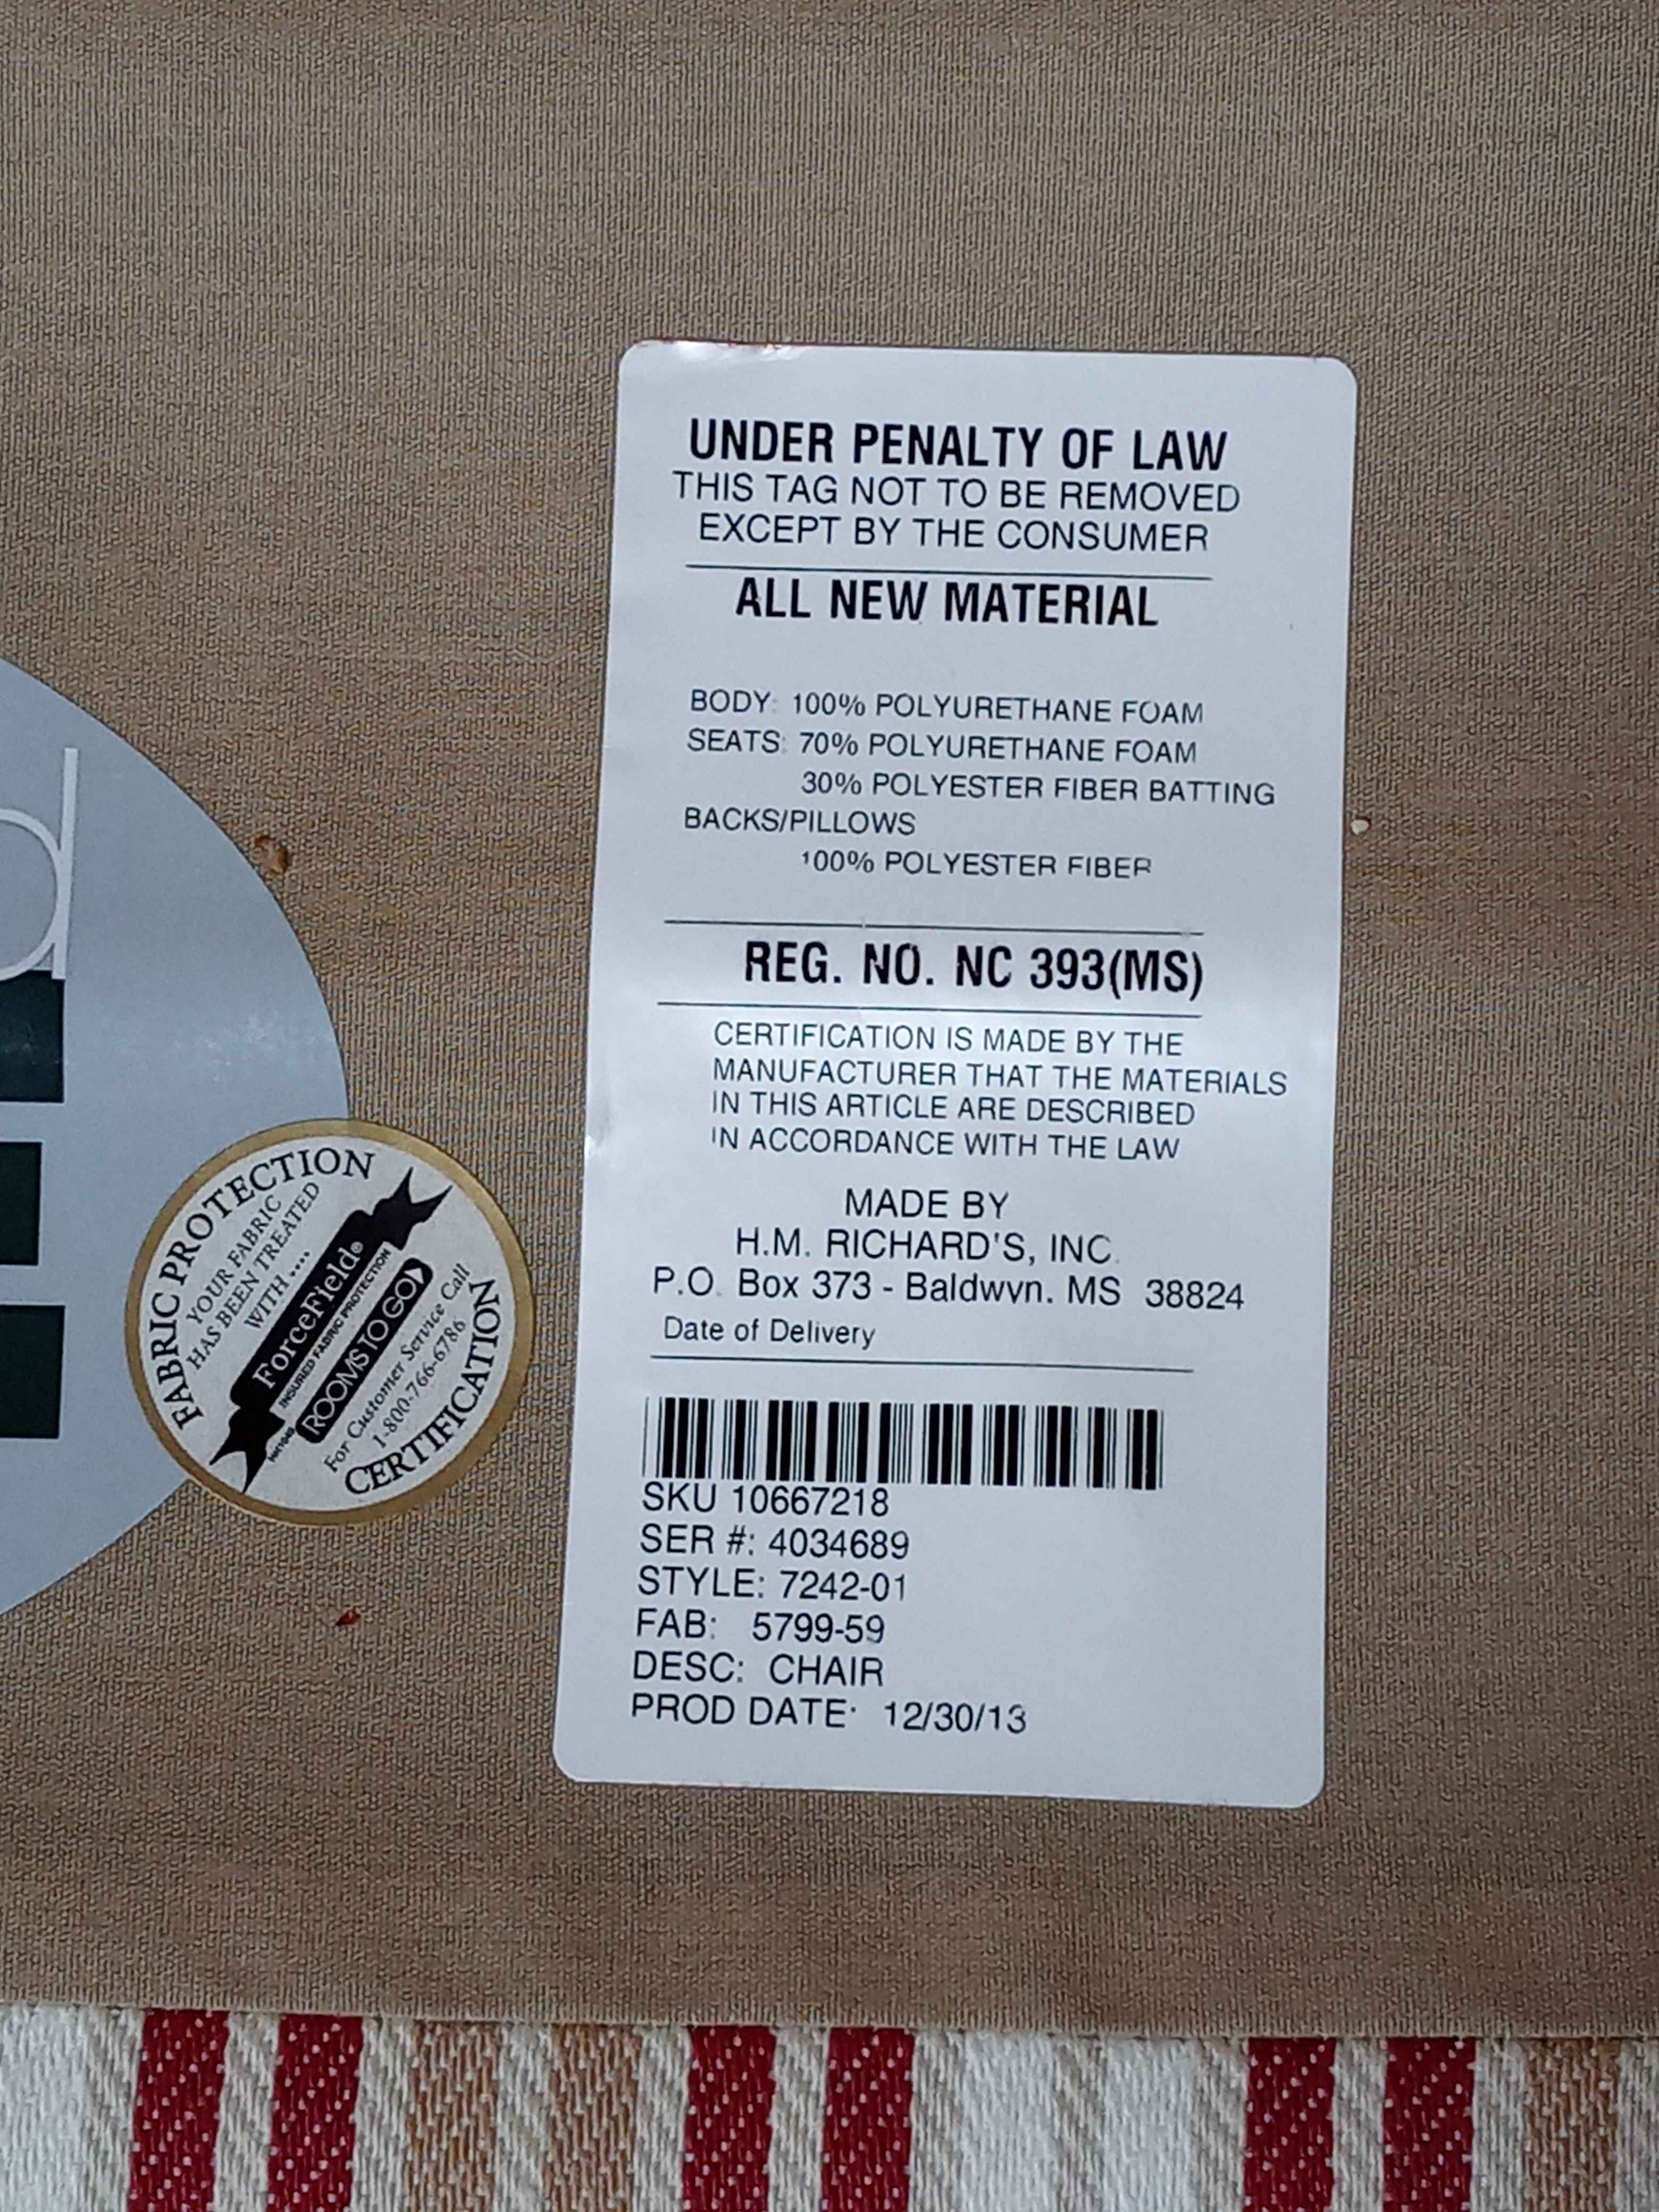 UNDER PENALTY OF LAW
THIS TAG NOT TO BE REMOVED
EXCEPT BY THE CONSUMER
ALL NEW MATERIAL
BODY: 100% POLYURETHANE FOAM
SEATS: 70% POLYURETHANE FOAM
30% POLYESTER FIBER BATTING
BACKS/PILLOWS
100% POLYESTER FIBER
REG. NO. NC 393(MS)
CERTIFICATION IS MADE BY THE
MANUFACTURER THAT THE MATERIALS
IN THIS ARTICLE ARE DESCRIBED
IN ACCORDANCE WITH THE LAW
MADE BY
H.M. RICHARD'S, INC.
P.O. Box 373 - Baldwyn, MS 38824
Date of Delivery
SKU 10667218
SER #: 4034689
STYLE: 7242-01
FAB: 5799-59
DESC: CHAIR
PROD DATE: 12/30/13
d
FABRIC PROTECTION
YOUR FABRIC
HAS BEEN TREATED
WITH ....
ForceField®
INSURED FABRIC PROTECTION
ROOMS TO GO
For Customer Service Call
1-800-766-6786
CERTIFICATION